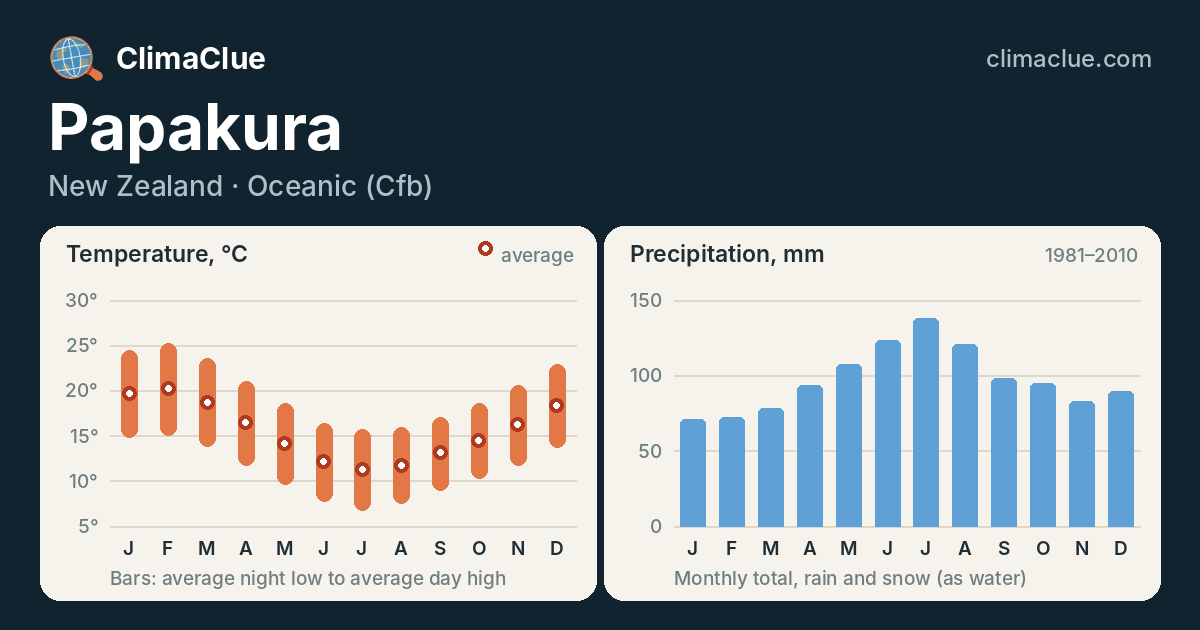 ClimaClue
climaclue.com
Papakura
New Zealand · Oceanic (Cfb)
Temperature, °C
average
30°
25°
20°
15°
10°
5°
J F M A M J J A S O N D
Bars: average night low to average day high
Precipitation, mm
1981–2010
150
100
50
0
J F M A M J J A S O N D
Monthly total, rain and snow (as water)